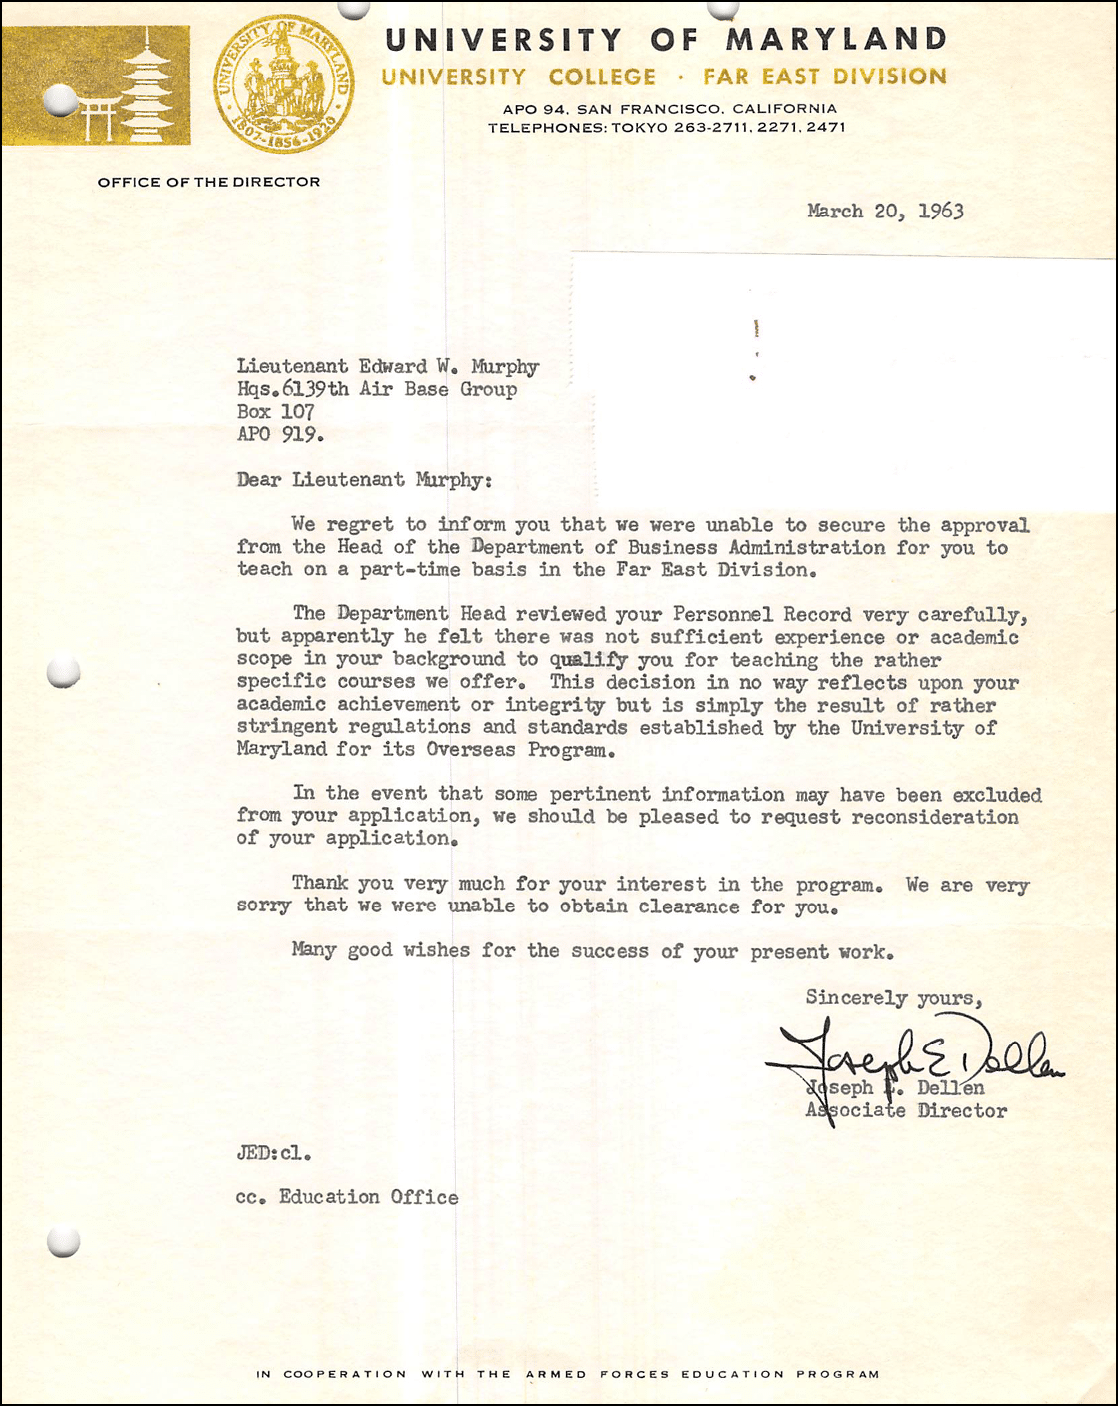 UNIVERSITY OF MARYLAND
UNIVERSITY COLLEGE · FAR EAST DIVISION
APO 94, SAN FRANCISCO, CALIFORNIA
TELEPHONES: TOKYO 263-2711, 2271, 2471
UNIVERSITY OF MARYLAND
1807-1856-1920
OFFICE OF THE DIRECTOR
March 20, 1963
Lieutenant Edward W. Murphy
Hqs.6139th Air Base Group
Box 107
APO 919.
Dear Lieutenant Murphy:
We regret to inform you that we were unable to secure the approval
from the Head of the Department of Business Administration for you to
teach on a part-time basis in the Far East Division.
The Department Head reviewed your Personnel Record very carefully,
but apparently he felt there was not sufficient experience or academic
scope in your background to qualify you for teaching the rather
specific courses we offer. This decision in no way reflects upon your
academic achievement or integrity but is simply the result of rather
stringent regulations and standards established by the University of
Maryland for its Overseas Program.
In the event that some pertinent information may have been excluded
from your application, we should be pleased to request reconsideration
of your application.
Thank you very much for your interest in the program. We are very
sorry that we were unable to obtain clearance for you.
Many good wishes for the success of your present work.
Sincerely yours,
Joseph E Dellen
Joseph E. Dellen
Associate Director
JED:cl.
cc. Education Office
IN COOPERATION WITH THE ARMED FORCES EDUCATION PROGRAM